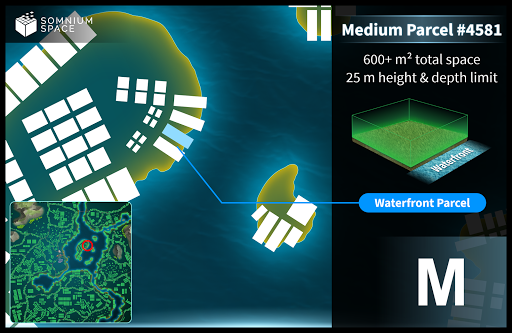 SOMNIUM
SPACE
Medium Parcel #4581
600+ m² total space
25 m height & depth limit
Waterfront
Waterfront Parcel
M